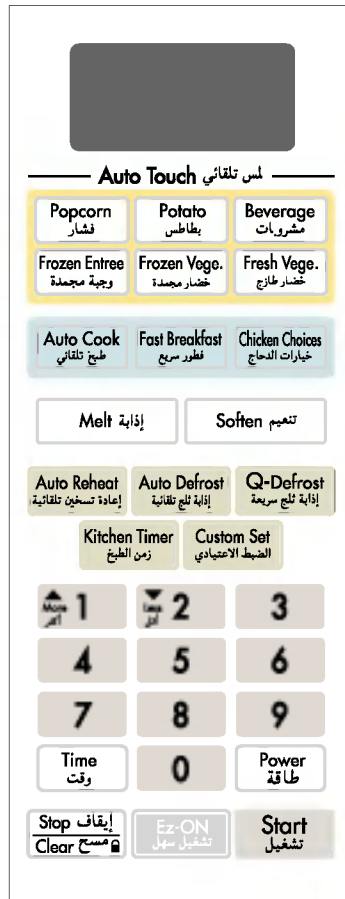 Auto Touch لمس تلقائي
Popcorn
فشار
Potato
بطاطس
Beverage
مشروبات
Frozen Entree
وجبة مجمدة
Frozen Vege.
خضار مجمدة
Fresh Vege.
خضار طازج
Auto Cook
طبخ تلقائي
Fast Breakfast
فطور سريع
Chicken Choices
خيارات الدجاج
Melt إذابة
Soften تنعيم
Auto Reheat
إعادة تسخين تلقائية
Auto Defrost
إذابة ثلج تلقائية
Q-Defrost
إذابة ثلج سريعة
Kitchen Timer
زمن الطبخ
Custom Set
الضبط الاعتيادي
More
أكثر
1
Less
أقل
2
3
4
5
6
7
8
9
Time
وقت
0
Power
طاقة
Stop إيقاف
Clear مسح
Ez-ON
تشغيل سهل
Start
تشغيل